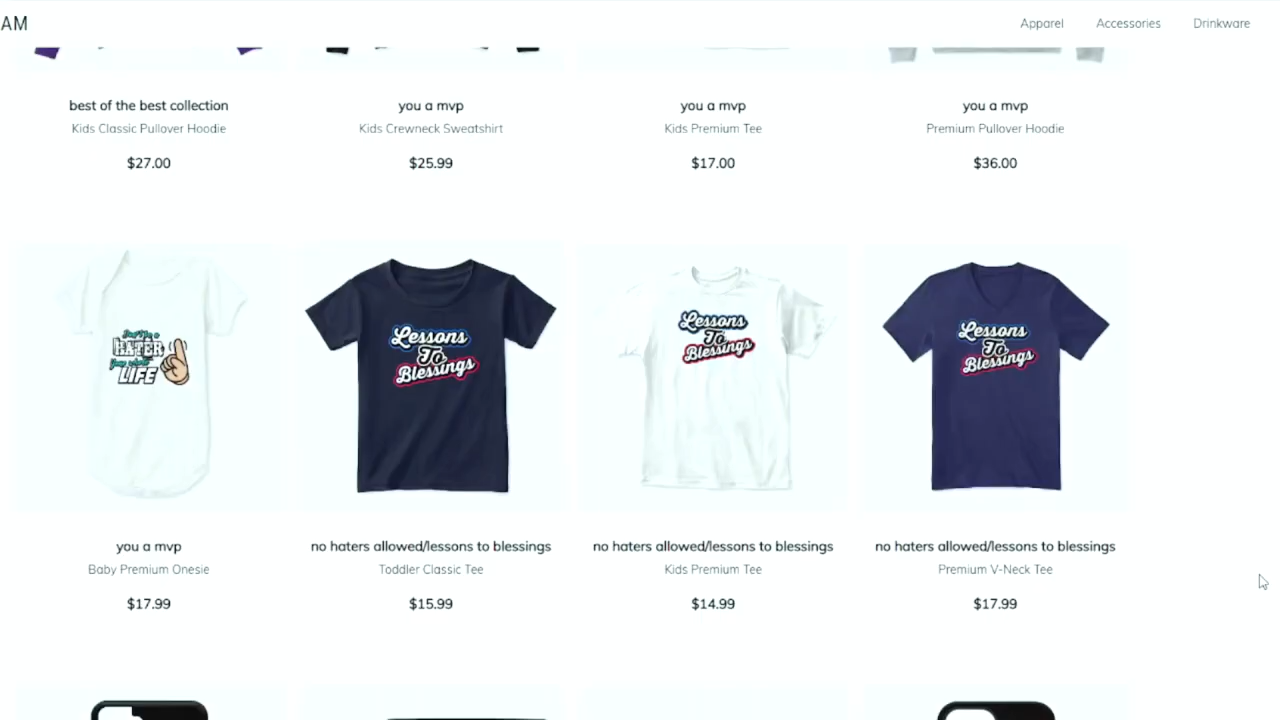 AM
Apparel Accessories Drinkware
best of the best collection
Kids Classic Pullover Hoodie
$27.00
you a mvp
Kids Crewneck Sweatshirt
$25.99
you a mvp
Kids Premium Tee
$17.00
you a mvp
Premium Pullover Hoodie
$36.00
HATER
LIFE
Lessons
To
Blessings
Lessons
To
Blessings
Lessons
To
Blessings
you a mvp
Baby Premium Onesie
$17.99
no haters allowed/lessons to blessings
Toddler Classic Tee
$15.99
no haters allowed/lessons to blessings
Kids Premium Tee
$14.99
no haters allowed/lessons to blessings
Premium V-Neck Tee
$17.99